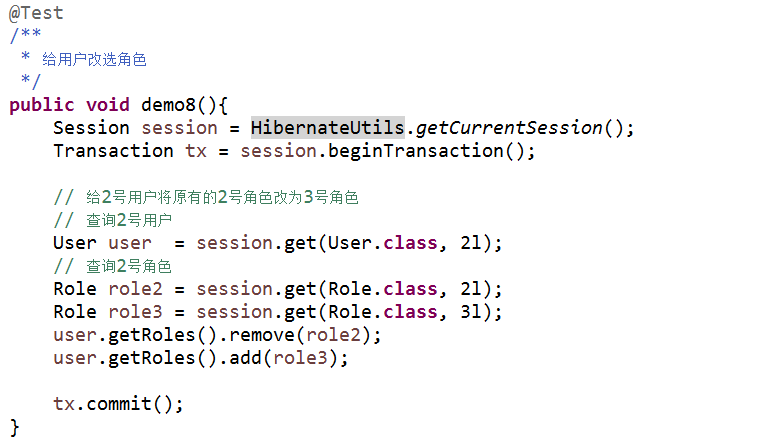 @Test
/**
 * 给用户改选角色
 */
public void demo8(){
    Session session = HibernateUtils.getCurrentSession();
    Transaction tx = session.beginTransaction();
    // 给2号用户将原有的2号角色改为3号角色
    // 查询2号用户
    User user  = session.get(User.class, 2l);
    // 查询2号角色
    Role role2 = session.get(Role.class, 2l);
    Role role3 = session.get(Role.class, 3l);
    user.getRoles().remove(role2);
    user.getRoles().add(role3);
    tx.commit();
}